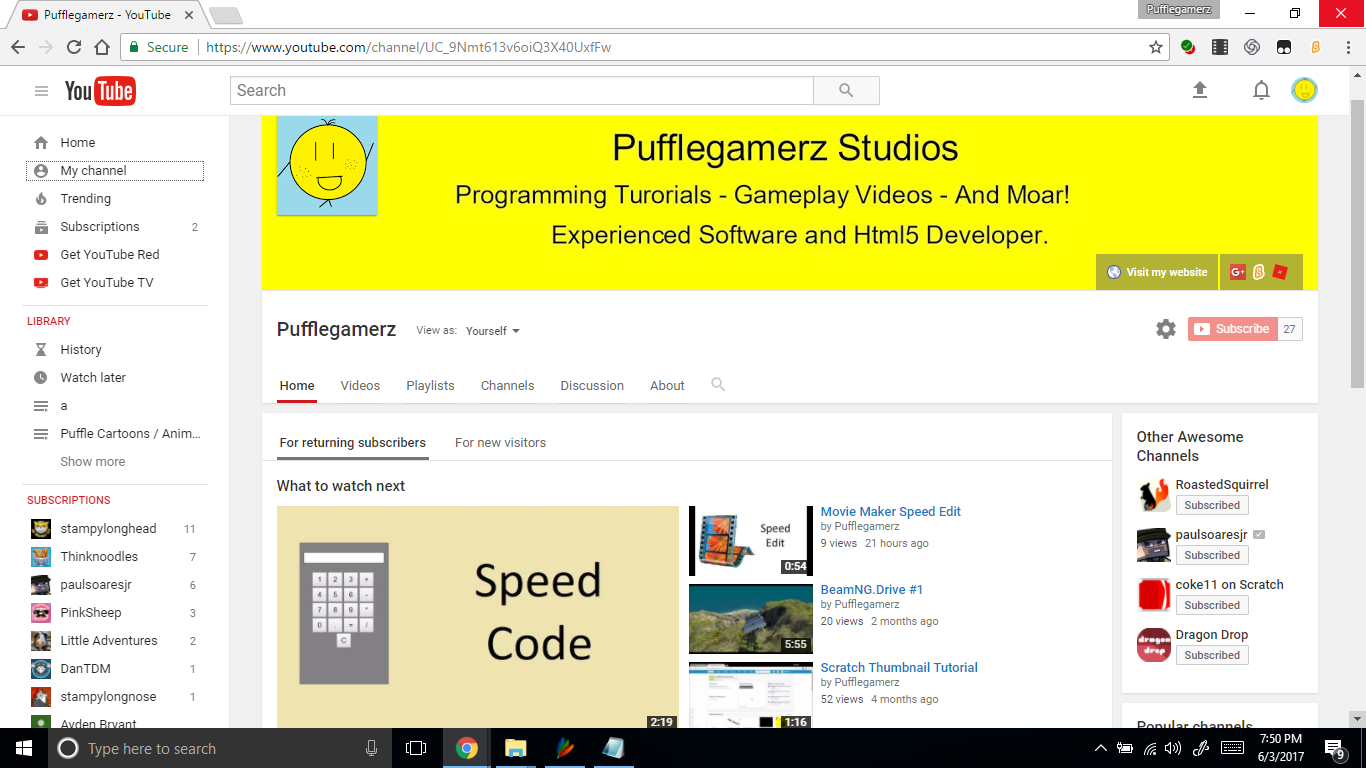 Pufflegamerz - YouTube
Pufflegamerz
Secure
https://www.youtube.com/channel/UC_9Nmt613v6oiQ3X40UxfFw
YouTube
Search
Home
My channel
Trending
Subscriptions 2
Get YouTube Red
Get YouTube TV
LIBRARY
History
Watch later
a
Puffle Cartoons / Anim...
Show more
SUBSCRIPTIONS
stampylonghead 11
Thinknoodles 7
paulsoaresjr 6
PinkSheep 3
Little Adventures 2
DanTDM 1
stampylongnose 1
Ayden Bryant
Pufflegamerz Studios
Programming Turorials - Gameplay Videos - And Moar!
Experienced Software and Html5 Developer.
Visit my website
G+
Pufflegamerz
View as: Yourself
Subscribe 27
Home Videos Playlists Channels Discussion About
For returning subscribers For new visitors
What to watch next
1 2 3 +
4 5 6 -
7 8 9 *
0 . = /
C
Speed
Code
2:19
Speed
Edit
0:54
Movie Maker Speed Edit
by Pufflegamerz
9 views 21 hours ago
5:55
BeamNG.Drive #1
by Pufflegamerz
20 views 2 months ago
1:16
Scratch Thumbnail Tutorial
by Pufflegamerz
52 views 4 months ago
Other Awesome
Channels
RoastedSquirrel
Subscribed
paulsoaresjr
Subscribed
coke11 on Scratch
Subscribed
dragon
drop
Dragon Drop
Subscribed
Popular channels
Type here to search
7:50 PM
6/3/2017
9